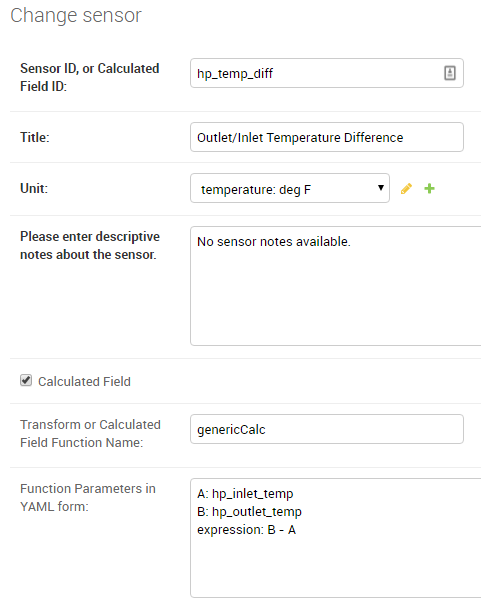 Change sensor
Sensor ID, or Calculated
Field ID:
hp_temp_diff
Title:
Outlet/Inlet Temperature Difference
Unit:
temperature: deg F
Please enter descriptive
notes about the sensor.
No sensor notes available.
Calculated Field
Transform or Calculated
Field Function Name:
genericCalc
Function Parameters in
YAML form:
A: hp_inlet_temp
B: hp_outlet_temp
expression: B - A